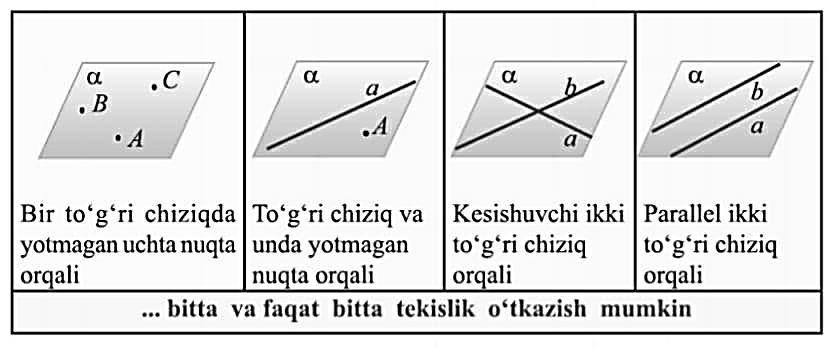 α
C
B
A
α
a
A
α
b
a
α
b
a
Bir to‘g‘ri chiziqda
yotmagan uchta nuqta
orqali
To‘g‘ri chiziq va
unda yotmagan
nuqta orqali
Kesishuvchi ikki
to‘g‘ri chiziq
orqali
Parallel ikki
to‘g‘ri chiziq
orqali
... bitta va faqat bitta tekislik o‘tkazish mumkin